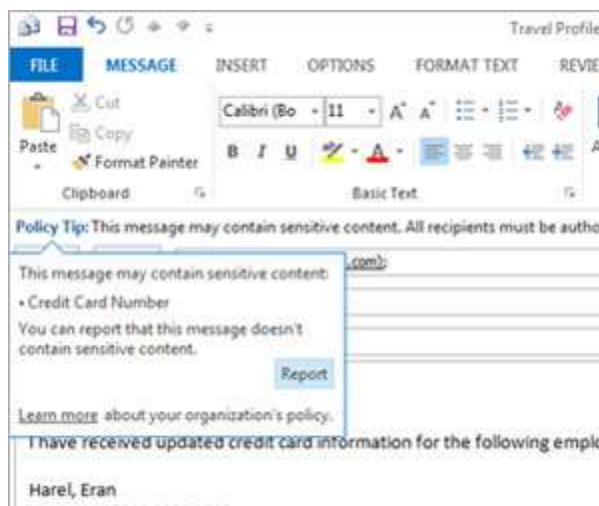 Travel Profile
FILE MESSAGE INSERT OPTIONS FORMAT TEXT REVIE
Cut
Copy
Paste
Format Painter
Calibri (Bo 11 A A
B I U A
Clipboard Basic Text
Policy Tip: This message may contain sensitive content. All recipients must be autho
.com);
This message may contain sensitive content:
• Credit Card Number
You can report that this message doesn't
contain sensitive content.
Report
Learn more about your organization's policy.
I have received updated credit card information for the following emplo
Harel, Eran